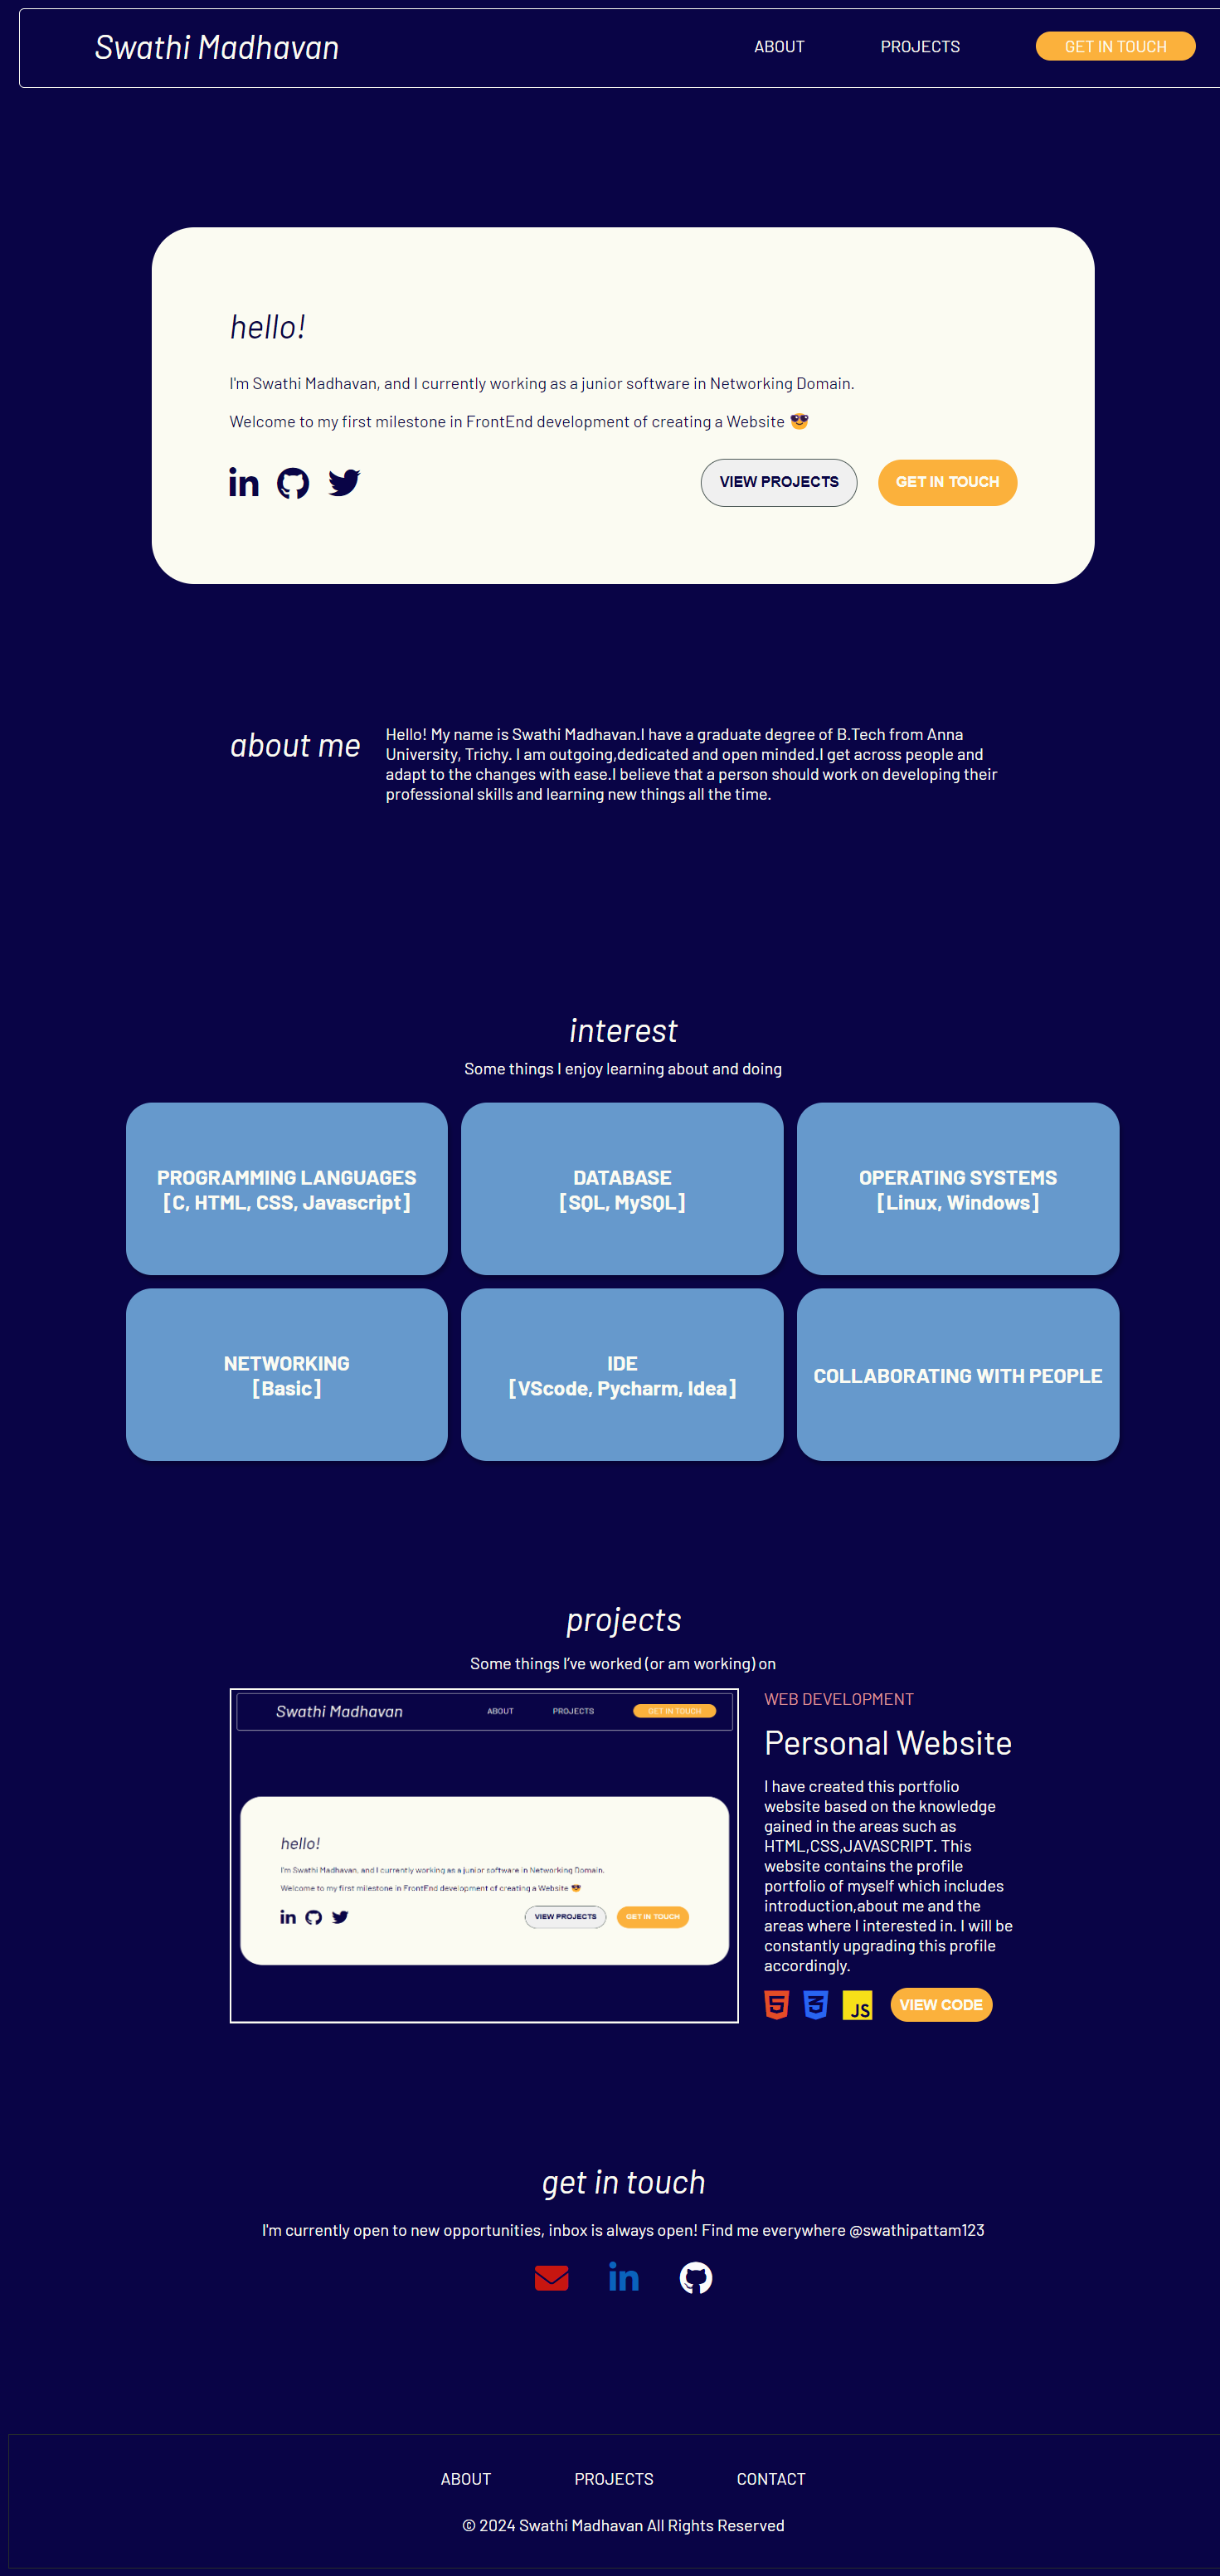 Swathi Madhavan
ABOUT
PROJECTS
GET IN TOUCH
hello!
I'm Swathi Madhavan, and I currently working as a junior software in Networking Domain.
Welcome to my first milestone in FrontEnd development of creating a Website 😎
VIEW PROJECTS
GET IN TOUCH
about me
Hello! My name is Swathi Madhavan.I have a graduate degree of B.Tech from Anna
University, Trichy. I am outgoing,dedicated and open minded.I get across people and
adapt to the changes with ease.I believe that a person should work on developing their
professional skills and learning new things all the time.
interest
Some things I enjoy learning about and doing
PROGRAMMING LANGUAGES
[C, HTML, CSS, Javascript]
DATABASE
[SQL, MySQL]
OPERATING SYSTEMS
[Linux, Windows]
NETWORKING
[Basic]
IDE
[VScode, Pycharm, Idea]
COLLABORATING WITH PEOPLE
projects
Some things I've worked (or am working) on
Swathi Madhavan
ABOUT
PROJECTS
GET IN TOUCH
hello!
I'm Swathi Madhavan, and I currently working as a junior software in Networking Domain.
Welcome to my first milestone in FrontEnd development of creating a Website 😎
VIEW PROJECTS
GET IN TOUCH
WEB DEVELOPMENT
Personal Website
I have created this portfolio
website based on the knowledge
gained in the areas such as
HTML,CSS,JAVASCRIPT. This
website contains the profile
portfolio of myself which includes
introduction,about me and the
areas where I interested in. I will be
constantly upgrading this profile
accordingly.
JS
VIEW CODE
get in touch
I'm currently open to new opportunities, inbox is always open! Find me everywhere @swathipattam123
ABOUT
PROJECTS
CONTACT
© 2024 Swathi Madhavan All Rights Reserved